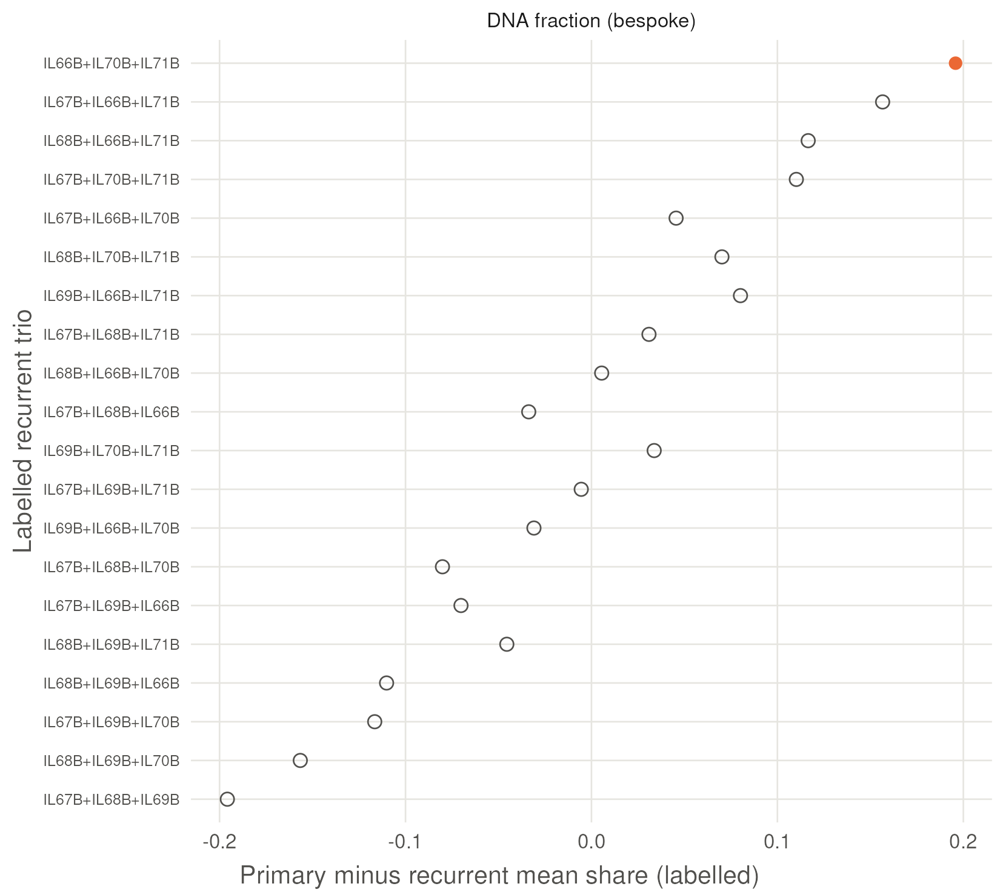 DNA fraction (bespoke)
Labelled recurrent trio
IL66B+IL70B+IL71B
IL67B+IL66B+IL71B
IL68B+IL66B+IL71B
IL67B+IL70B+IL71B
IL67B+IL66B+IL70B
IL68B+IL70B+IL71B
IL69B+IL66B+IL71B
IL67B+IL68B+IL71B
IL68B+IL66B+IL70B
IL67B+IL68B+IL66B
IL69B+IL70B+IL71B
IL67B+IL69B+IL71B
IL69B+IL66B+IL70B
IL67B+IL68B+IL70B
IL67B+IL69B+IL66B
IL68B+IL69B+IL71B
IL68B+IL69B+IL66B
IL67B+IL69B+IL70B
IL68B+IL69B+IL70B
IL67B+IL68B+IL69B
-0.2 -0.1 0.0 0.1 0.2
Primary minus recurrent mean share (labelled)